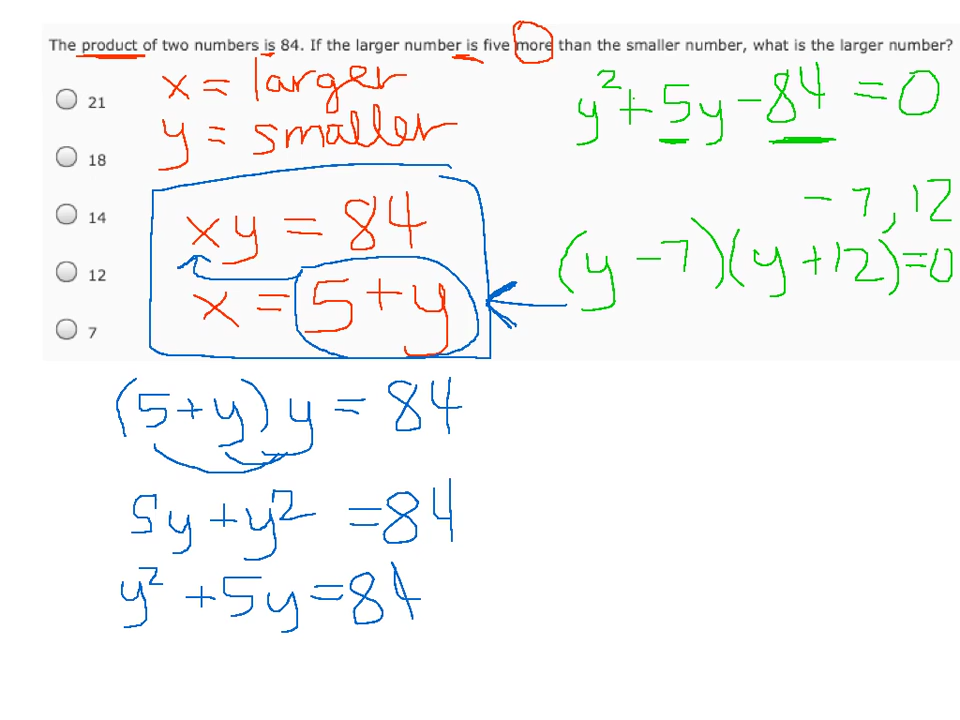 The product of two numbers is 84. If the larger number is five more than the smaller number, what is the larger number?
21
18
14
12
7
x = larger
y = smaller
xy = 84
x = 5+y
(5+y)y = 84
5y + y² = 84
y² + 5y = 84
y² + 5y - 84 = 0
- 7, 12
(y - 7)(y + 12) = 0